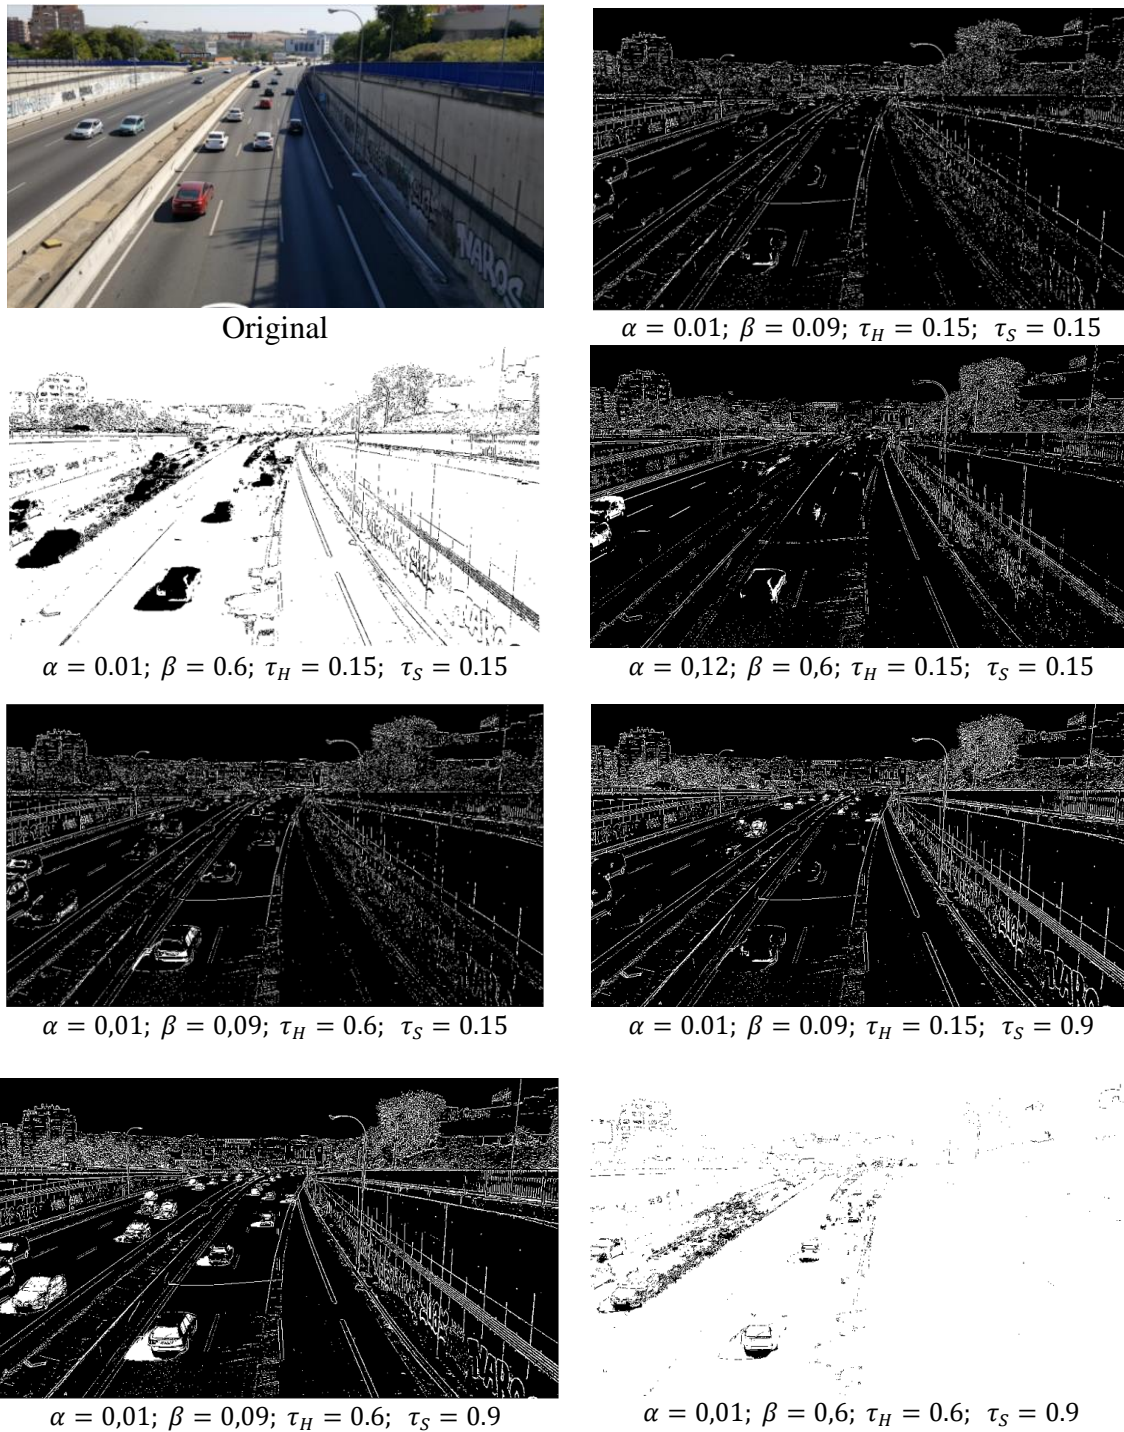 NAROS
Original
α = 0.01; β = 0.09; τ_H = 0.15; τ_S = 0.15
α = 0.01; β = 0.6; τ_H = 0.15; τ_S = 0.15
α = 0,12; β = 0,6; τ_H = 0.15; τ_S = 0.15
α = 0,01; β = 0,09; τ_H = 0.6; τ_S = 0.15
α = 0.01; β = 0.09; τ_H = 0.15; τ_S = 0.9
α = 0,01; β = 0,09; τ_H = 0.6; τ_S = 0.9
α = 0,01; β = 0,6; τ_H = 0.6; τ_S = 0.9